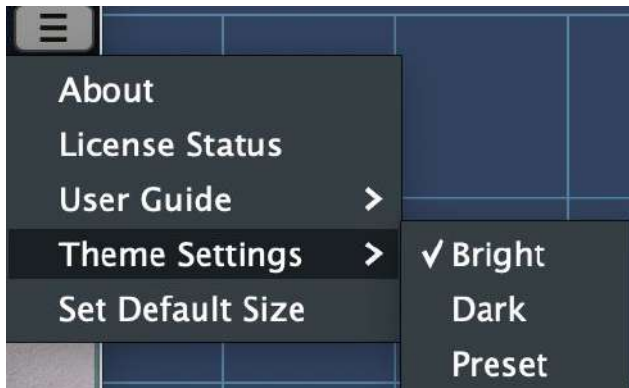 About
License Status
User Guide >
Theme Settings >
Set Default Size
✓ Bright
Dark
Preset